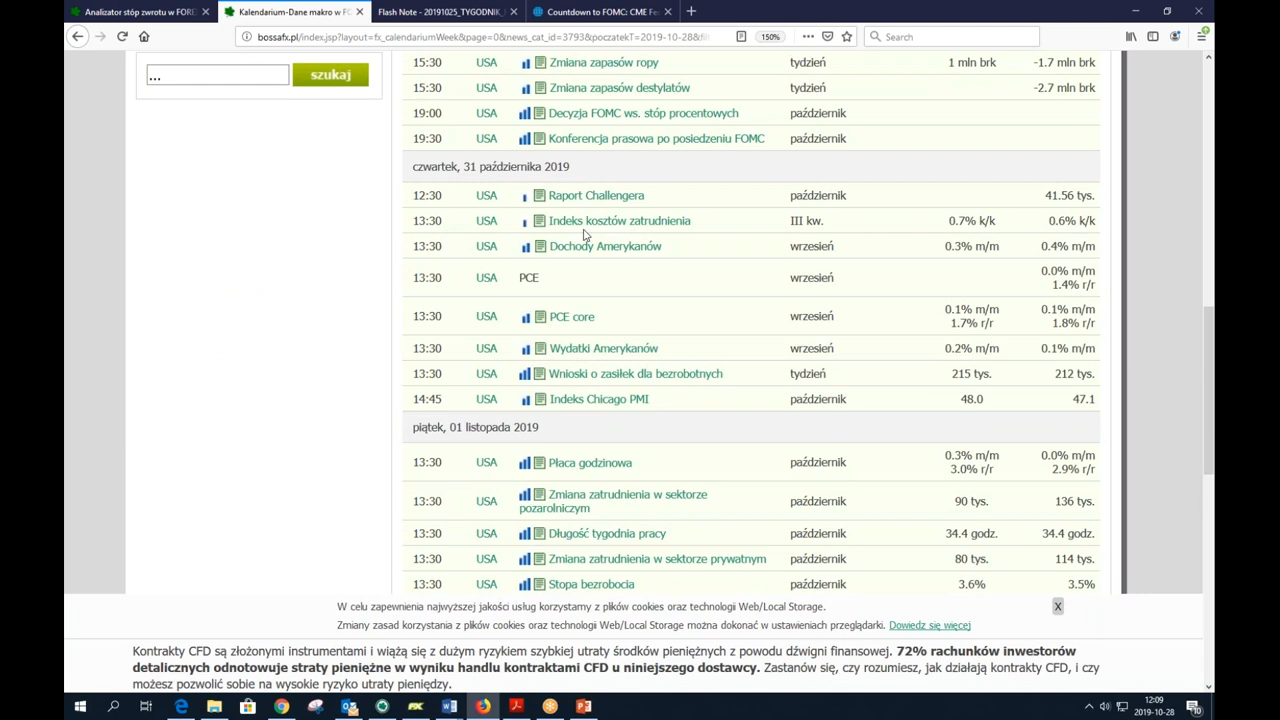 Analizator stóp zwrotu w FORE
Kalendarium-Dane makro w FO
Flash Note - 20191025_TYGODNIK_
Countdown to FOMC: CME Fe
bossafx.pl/index.jsp?layout=fx_calendariumWeek&page=0&news_cat_id=3793&poczatekT=2019-10-28&fil
150%
Search
...
szukaj
15:30 USA Zmiana zapasów ropy tydzień 1 mln brk -1.7 mln brk
15:30 USA Zmiana zapasów destylatów tydzień -2.7 mln brk
19:00 USA Decyzja FOMC ws. stóp procentowych październik
19:30 USA Konferencja prasowa po posiedzeniu FOMC październik
czwartek, 31 października 2019
12:30 USA Raport Challengera październik 41.56 tys.
13:30 USA Indeks kosztów zatrudnienia III kw. 0.7% k/k 0.6% k/k
13:30 USA Dochody Amerykanów wrzesień 0.3% m/m 0.4% m/m
13:30 USA PCE wrzesień 0.0% m/m
1.4% r/r
13:30 USA PCE core wrzesień 0.1% m/m 0.1% m/m
1.7% r/r 1.8% r/r
13:30 USA Wydatki Amerykanów wrzesień 0.2% m/m 0.1% m/m
13:30 USA Wnioski o zasiłek dla bezrobotnych tydzień 215 tys. 212 tys.
14:45 USA Indeks Chicago PMI październik 48.0 47.1
piątek, 01 listopada 2019
13:30 USA Płaca godzinowa październik 0.3% m/m 0.0% m/m
3.0% r/r 2.9% r/r
13:30 USA Zmiana zatrudnienia w sektorze
pozarolniczym październik 90 tys. 136 tys.
13:30 USA Długość tygodnia pracy październik 34.4 godz. 34.4 godz.
13:30 USA Zmiana zatrudnienia w sektorze prywatnym październik 80 tys. 114 tys.
13:30 USA Stopa bezrobocia październik 3.6% 3.5%
W celu zapewnienia najwyższej jakości usług korzystamy z plików cookies oraz technologii Web/Local Storage.
X
Zmiany zasad korzystania z plików cookies oraz technologii Web/Local Storage można dokonać w ustawieniach przeglądarki. Dowiedz się więcej
Kontrakty CFD są złożonymi instrumentami i wiążą się z dużym ryzykiem szybkiej utraty środków pieniężnych z powodu dźwigni finansowej. 72% rachunków inwestorów
detalicznych odnotowuje straty pieniężne w wyniku handlu kontraktami CFD u niniejszego dostawcy. Zastanów się, czy rozumiesz, jak działają kontrakty CFD, i czy
możesz pozwolić sobie na wysokie ryzyko utraty pieniędzy.
12:09
2019-10-28